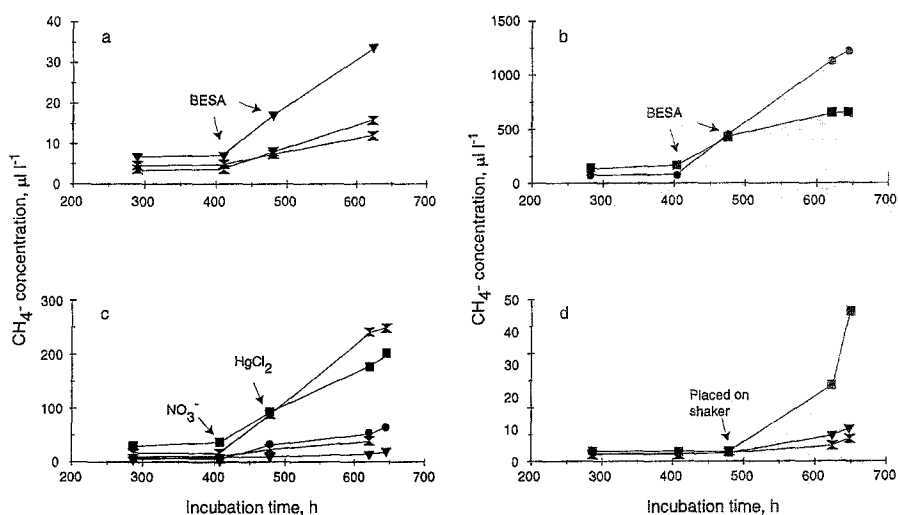 a
40
30
20
10
0
BESA
200 300 400 500 600 700
b
1500
1000
500
0
BESA
200 300 400 500 600 700
CH4- concentration, µl l-1
CH4- concentration, µl l-1
c
300
200
100
0
NO3-
HgCl2
200 300 400 500 600 700
Incubation time, h
d
50
40
30
20
10
0
Placed on
shaker
200 300 400 500 600 700
Incubation time, h